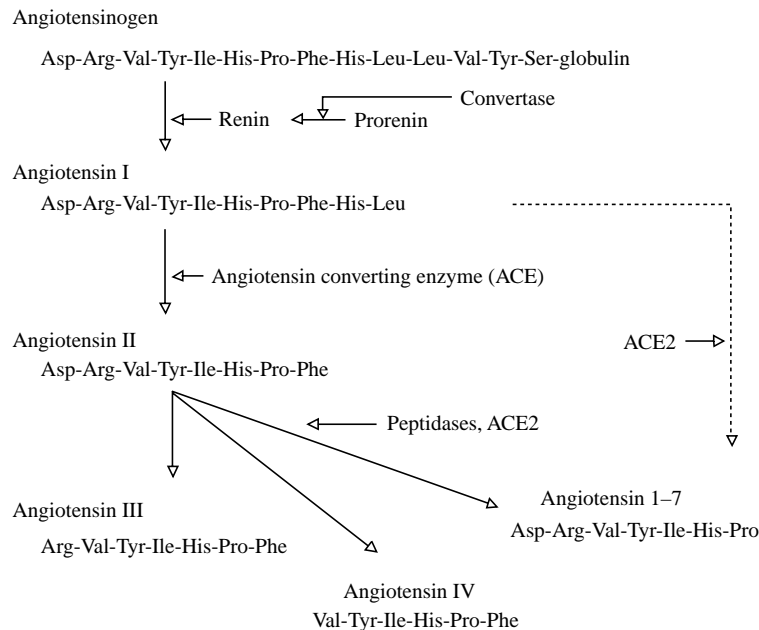 Angiotensinogen
Asp-Arg-Val-Tyr-Ile-His-Pro-Phe-His-Leu-Leu-Val-Tyr-Ser-globulin
Convertase
Renin
Prorenin
Angiotensin I
Asp-Arg-Val-Tyr-Ile-His-Pro-Phe-His-Leu
Angiotensin converting enzyme (ACE)
Angiotensin II
Asp-Arg-Val-Tyr-Ile-His-Pro-Phe
ACE2
Peptidases, ACE2
Angiotensin III
Arg-Val-Tyr-Ile-His-Pro-Phe
Angiotensin 1–7
Asp-Arg-Val-Tyr-Ile-His-Pro
Angiotensin IV
Val-Tyr-Ile-His-Pro-Phe